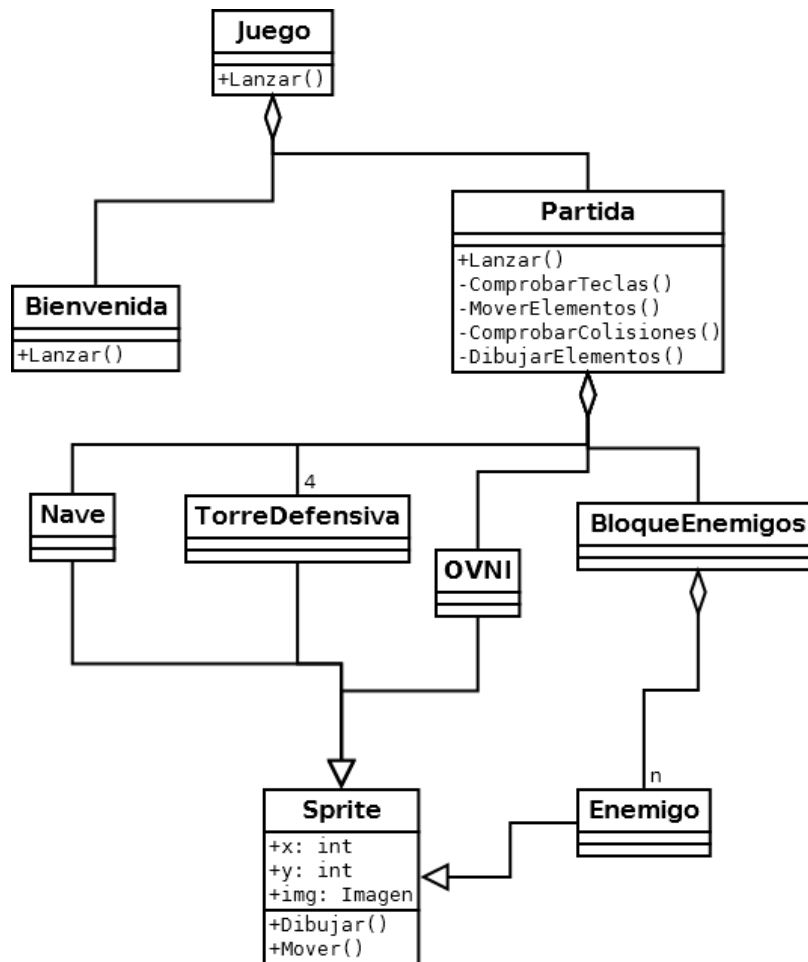 Juego
+Lanzar()
Partida
+Lanzar()
-ComprobarTeclas()
-MoverElementos()
-ComprobarColisiones()
-DibujarElementos()
Bienvenida
+Lanzar()
4
Nave
TorreDefensiva
OVNI
BloqueEnemigos
n
Sprite
+x: int
+y: int
+img: Imagen
+Dibujar()
+Mover()
Enemigo